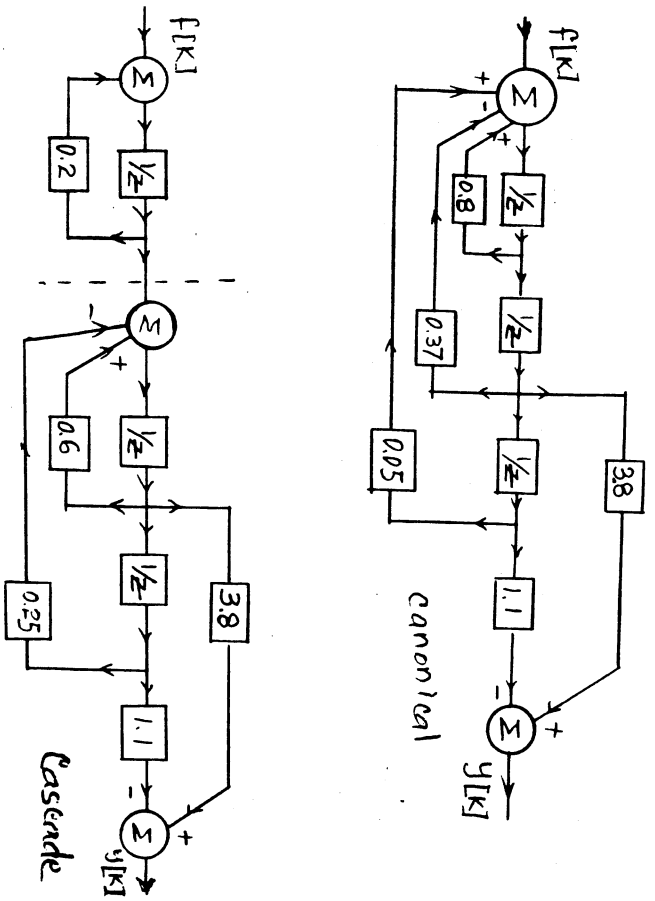 3.8
f[K] Σ 1/z 1/z 1/z 1.1 Σ y[K]
+ - + - +
0.8
0.37
0.05
canonical
3.8
f[K] Σ 1/z Σ 1/z 1/z 1.1 Σ y[K]
- + - +
0.2
0.6
0.25
Cascade